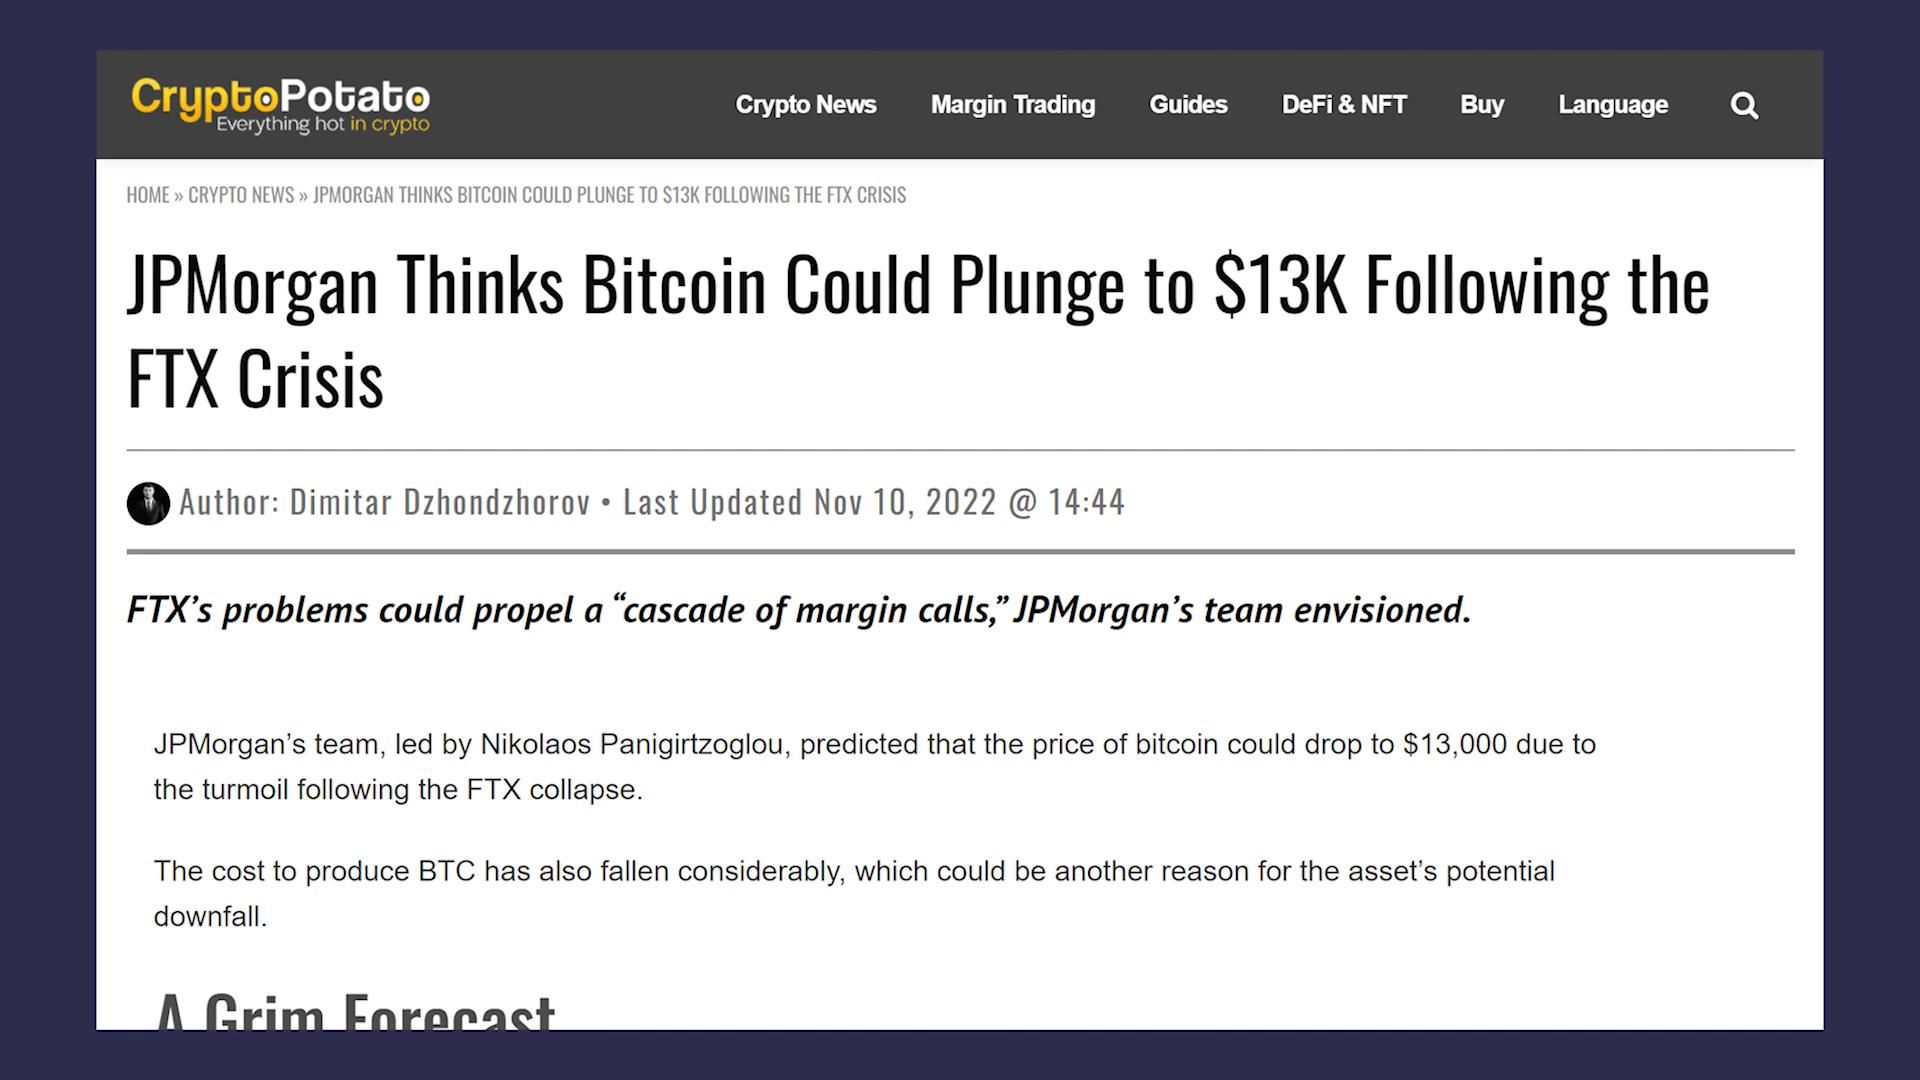 CryptoPotato
Everything hot in crypto
Crypto News Margin Trading Guides DeFi & NFT Buy Language
HOME » CRYPTO NEWS » JPMORGAN THINKS BITCOIN COULD PLUNGE TO $13K FOLLOWING THE FTX CRISIS
JPMorgan Thinks Bitcoin Could Plunge to $13K Following the
FTX Crisis
Author: Dimitar Dzhondzhorov • Last Updated Nov 10, 2022 @ 14:44
FTX’s problems could propel a “cascade of margin calls,” JPMorgan’s team envisioned.
JPMorgan’s team, led by Nikolaos Panigirtzoglou, predicted that the price of bitcoin could drop to $13,000 due to
the turmoil following the FTX collapse.
The cost to produce BTC has also fallen considerably, which could be another reason for the asset’s potential
downfall.
A Grim Forecast